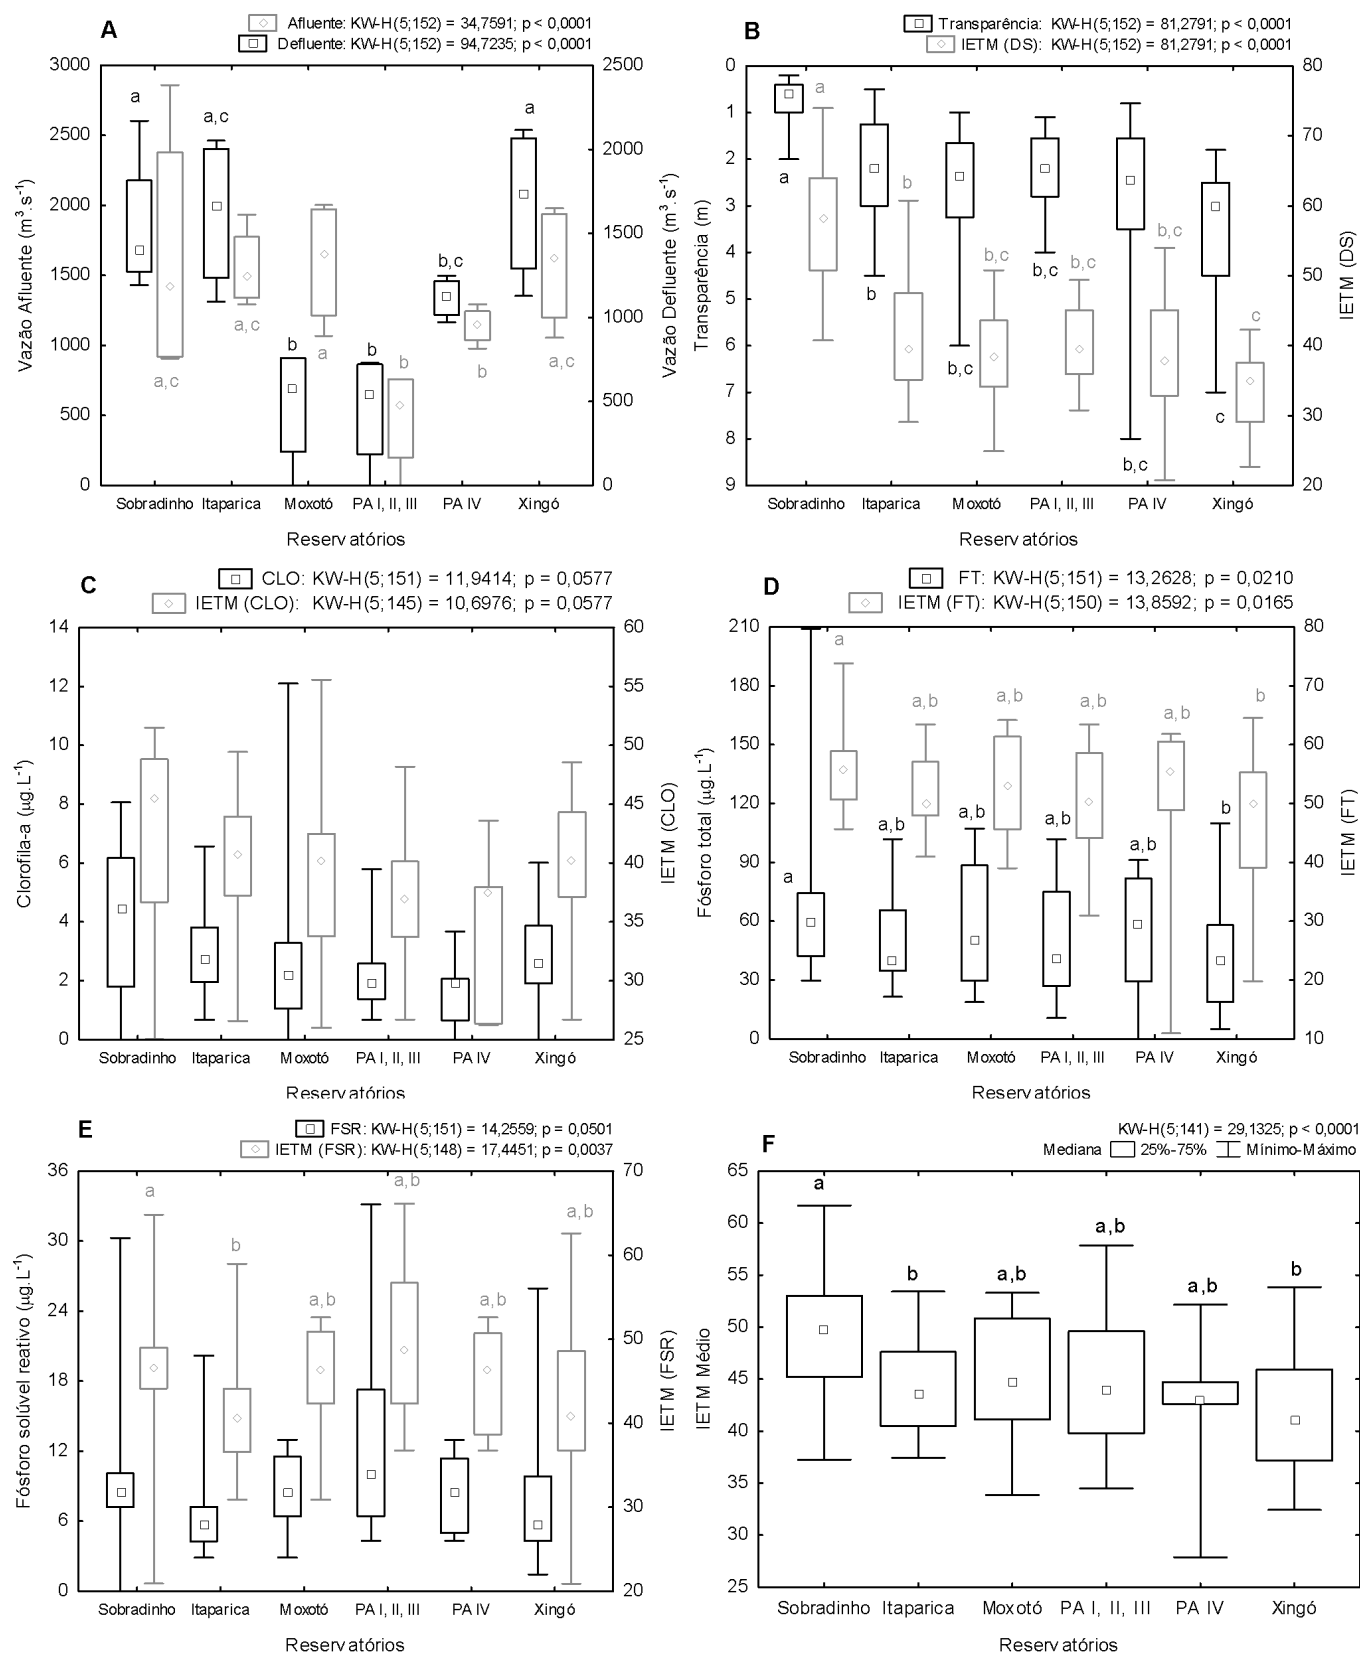 A
Afluente: KW-H(5;152) = 34,7591; p < 0,0001
Defluente: KW-H(5;152) = 94,7235; p < 0,0001
3000
2500
2000
1500
1000
500
0
2500
2000
1500
1000
500
0
Vazão Afluente (m³.s⁻¹)
Vazão Defluente (m³.s⁻¹)
a
a,c
a
b
b
b,c
a,c
a,c
a
b
b
a,c
Sobradinho Itaparica Moxotó PA I, II, III PA IV Xingó
Reservatórios
B
Transparência: KW-H(5;152) = 81,2791; p < 0,0001
IETM (DS): KW-H(5;152) = 81,2791; p < 0,0001
0
1
2
3
4
5
6
7
8
9
80
70
60
50
40
30
20
Transparência (m)
IETM (DS)
a
a
b
b
b,c
b,c
b,c
b,c
b,c
b,c
c
c
Sobradinho Itaparica Moxotó PA I, II, III PA IV Xingó
Reservatórios
C
CLO: KW-H(5;151) = 11,9414; p = 0,0577
IETM (CLO): KW-H(5;145) = 10,6976; p = 0,0577
14
12
10
8
6
4
2
0
60
55
50
45
40
35
30
25
Clorofila-a (µg.L⁻¹)
IETM (CLO)
Sobradinho Itaparica Moxotó PA I, II, III PA IV Xingó
Reservatórios
D
FT: KW-H(5;151) = 13,2628; p = 0,0210
IETM (FT): KW-H(5;150) = 13,8592; p = 0,0165
210
180
150
120
90
60
30
0
80
70
60
50
40
30
20
10
Fósforo total (µg.L⁻¹)
IETM (FT)
a
a,b
a,b
a,b
a,b
b
a
a,b
a,b
a,b
a,b
b
Sobradinho Itaparica Moxotó PA I, II, III PA IV Xingó
Reservatórios
E
FSR: KW-H(5;151) = 14,2559; p = 0,0501
IETM (FSR): KW-H(5;148) = 17,4451; p = 0,0037
36
30
24
18
12
6
0
70
60
50
40
30
20
Fósforo solúvel reativo (µg.L⁻¹)
IETM (FSR)
a
b
a,b
a,b
a,b
a,b
Sobradinho Itaparica Moxotó PA I, II, III PA IV Xingó
Reservatórios
F
KW-H(5;141) = 29,1325; p < 0,0001
Mediana 25%-75% Mínimo-Máximo
65
60
55
50
45
40
35
30
25
IETM Médio
a
b
a,b
a,b
a,b
b
Sobradinho Itaparica Moxotó PA I, II, III PA IV Xingó
Reservatórios